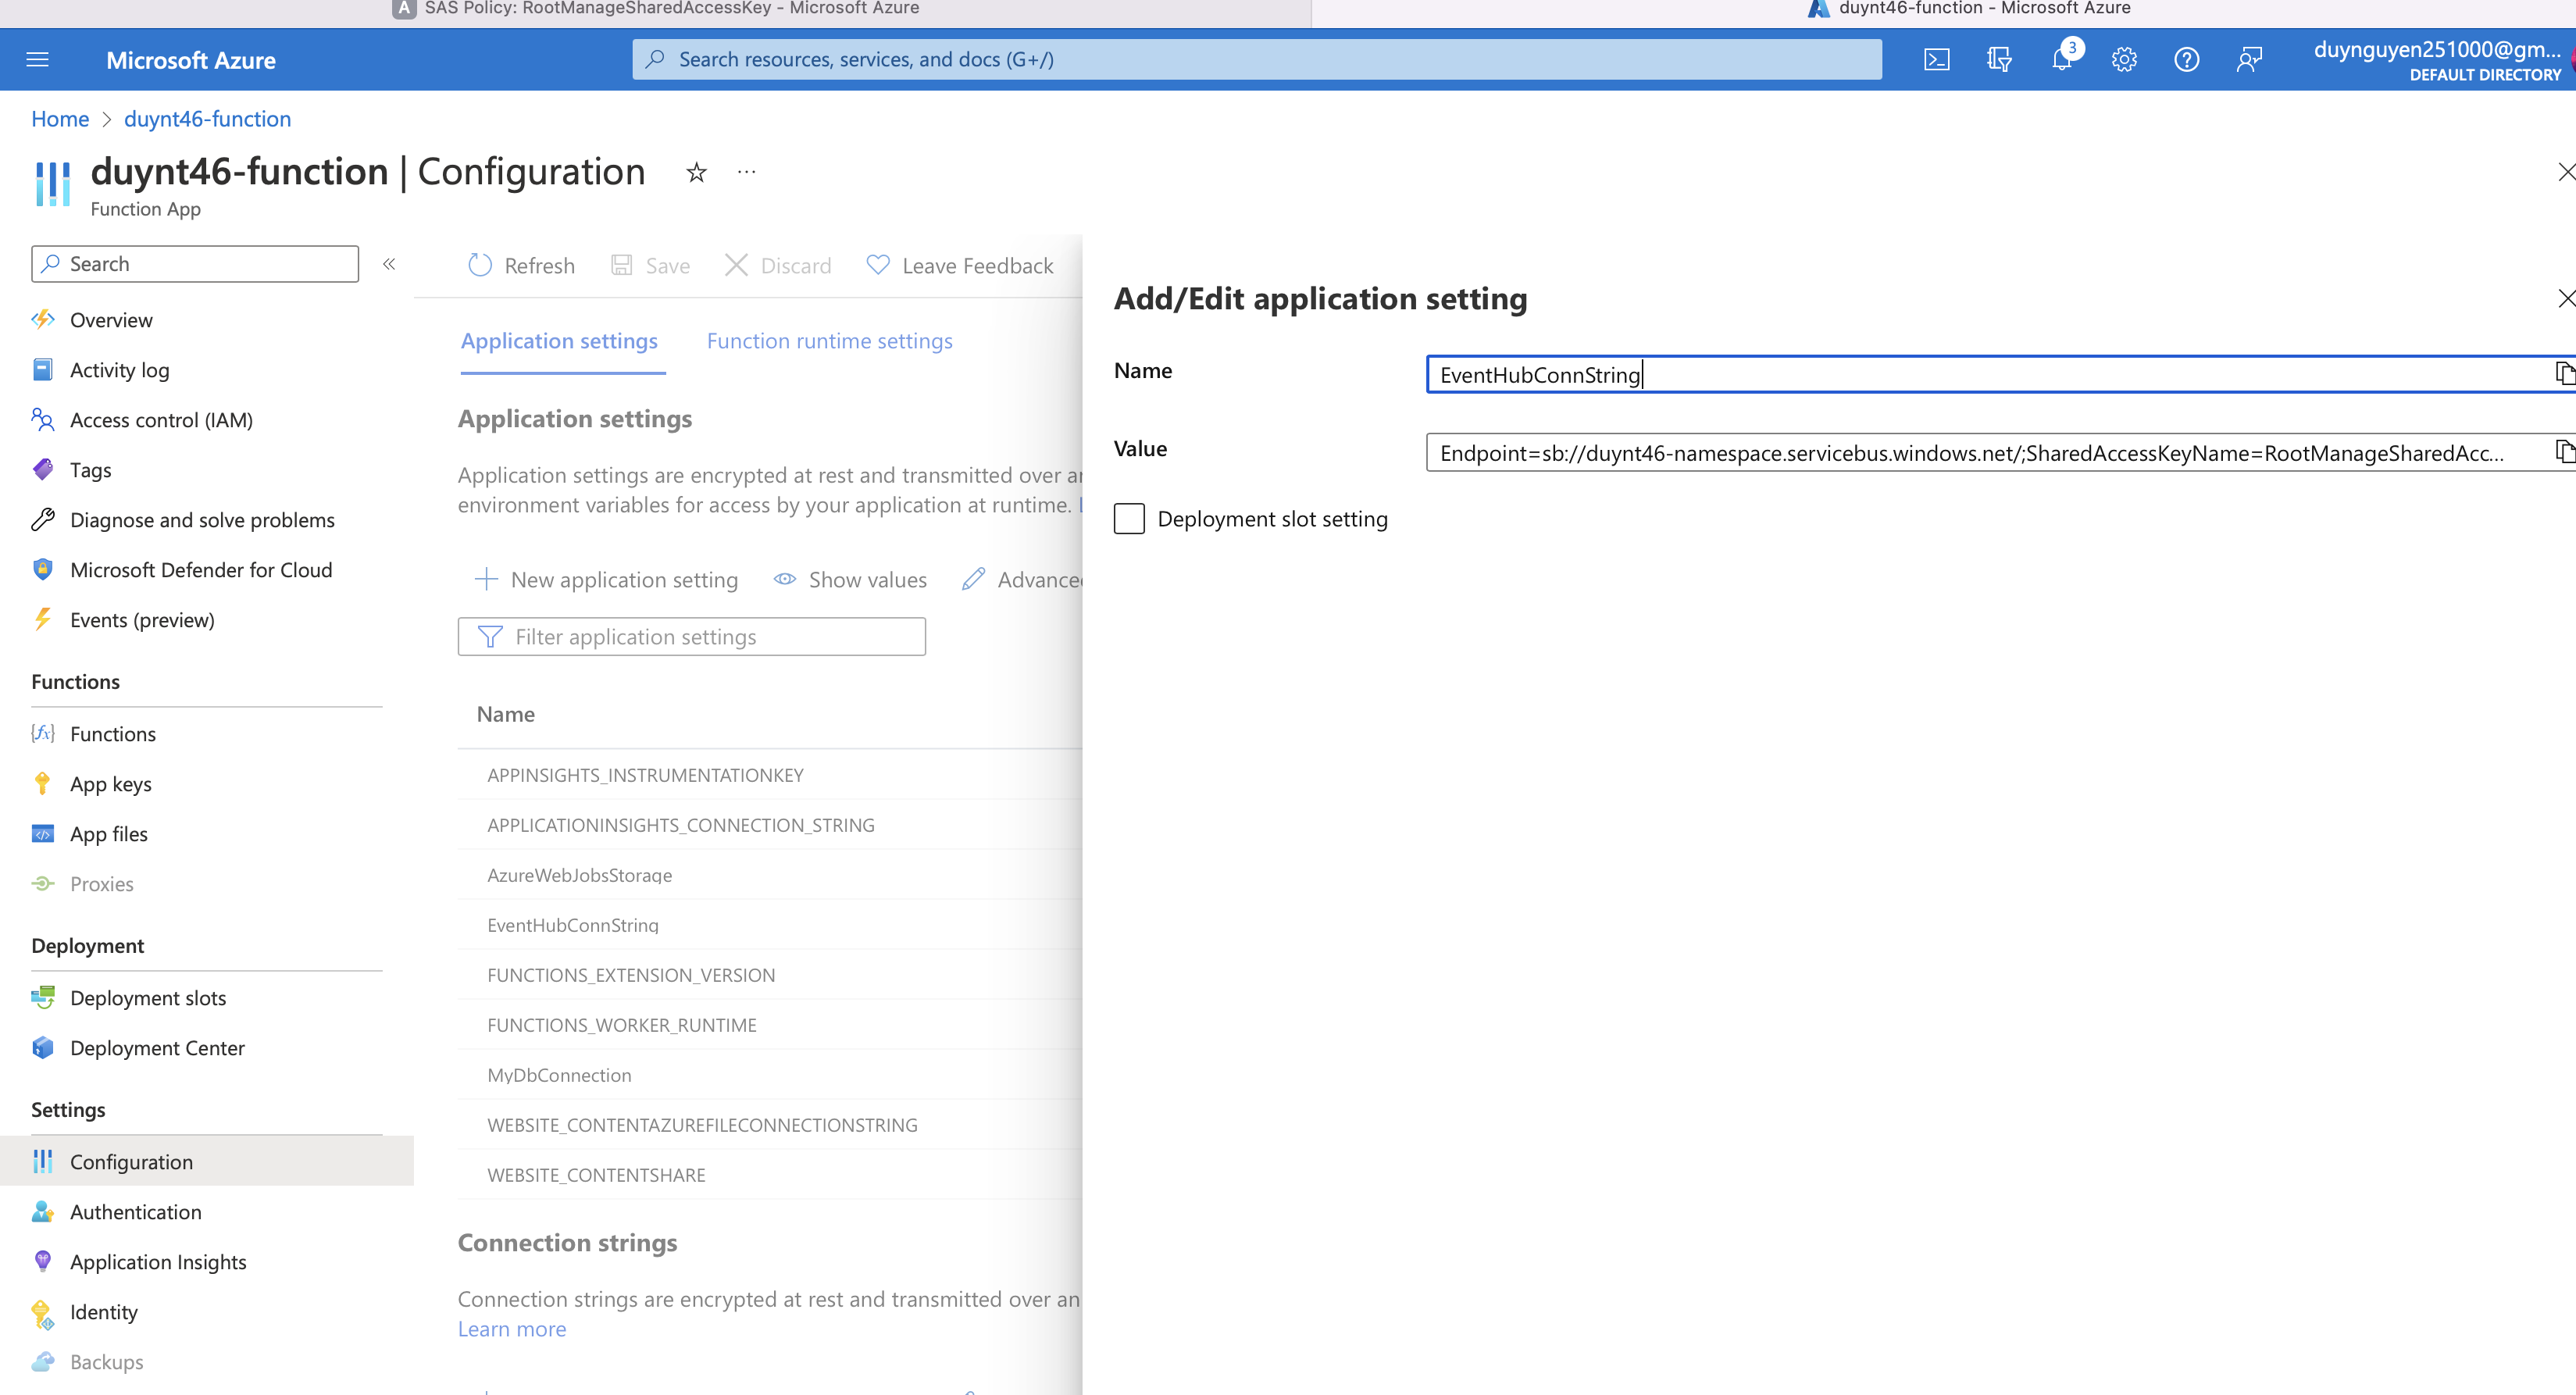 A SAS Policy: RootManageSharedAccessKey - Microsoft Azure
duynt46-function - Microsoft Azure
Microsoft Azure
Search resources, services, and docs (G+/)
3
duynguyen251000@gm...
DEFAULT DIRECTORY
Home > duynt46-function
duynt46-function | Configuration
Function App
Search
Overview
Activity log
Access control (IAM)
Tags
Diagnose and solve problems
Microsoft Defender for Cloud
Events (preview)
Functions
Functions
App keys
App files
Proxies
Deployment
Deployment slots
Deployment Center
Settings
Configuration
Authentication
Application Insights
Identity
Backups
Refresh
Save
Discard
Leave Feedback
Application settings
Function runtime settings
Application settings
Application settings are encrypted at rest and transmitted over
environment variables for access by your application at runtime.
New application setting
Show values
Advanced
Filter application settings
Name
APPINSIGHTS_INSTRUMENTATIONKEY
APPLICATIONINSIGHTS_CONNECTION_STRING
AzureWebJobsStorage
EventHubConnString
FUNCTIONS_EXTENSION_VERSION
FUNCTIONS_WORKER_RUNTIME
MyDbConnection
WEBSITE_CONTENTAZUREFILECONNECTIONSTRING
WEBSITE_CONTENTSHARE
Connection strings
Connection strings are encrypted at rest and transmitted over an
Learn more
Add/Edit application setting
Name
EventHubConnString
Value
Endpoint=sb://duynt46-namespace.servicebus.windows.net/;SharedAccessKeyName=RootManageSharedAcc...
Deployment slot setting